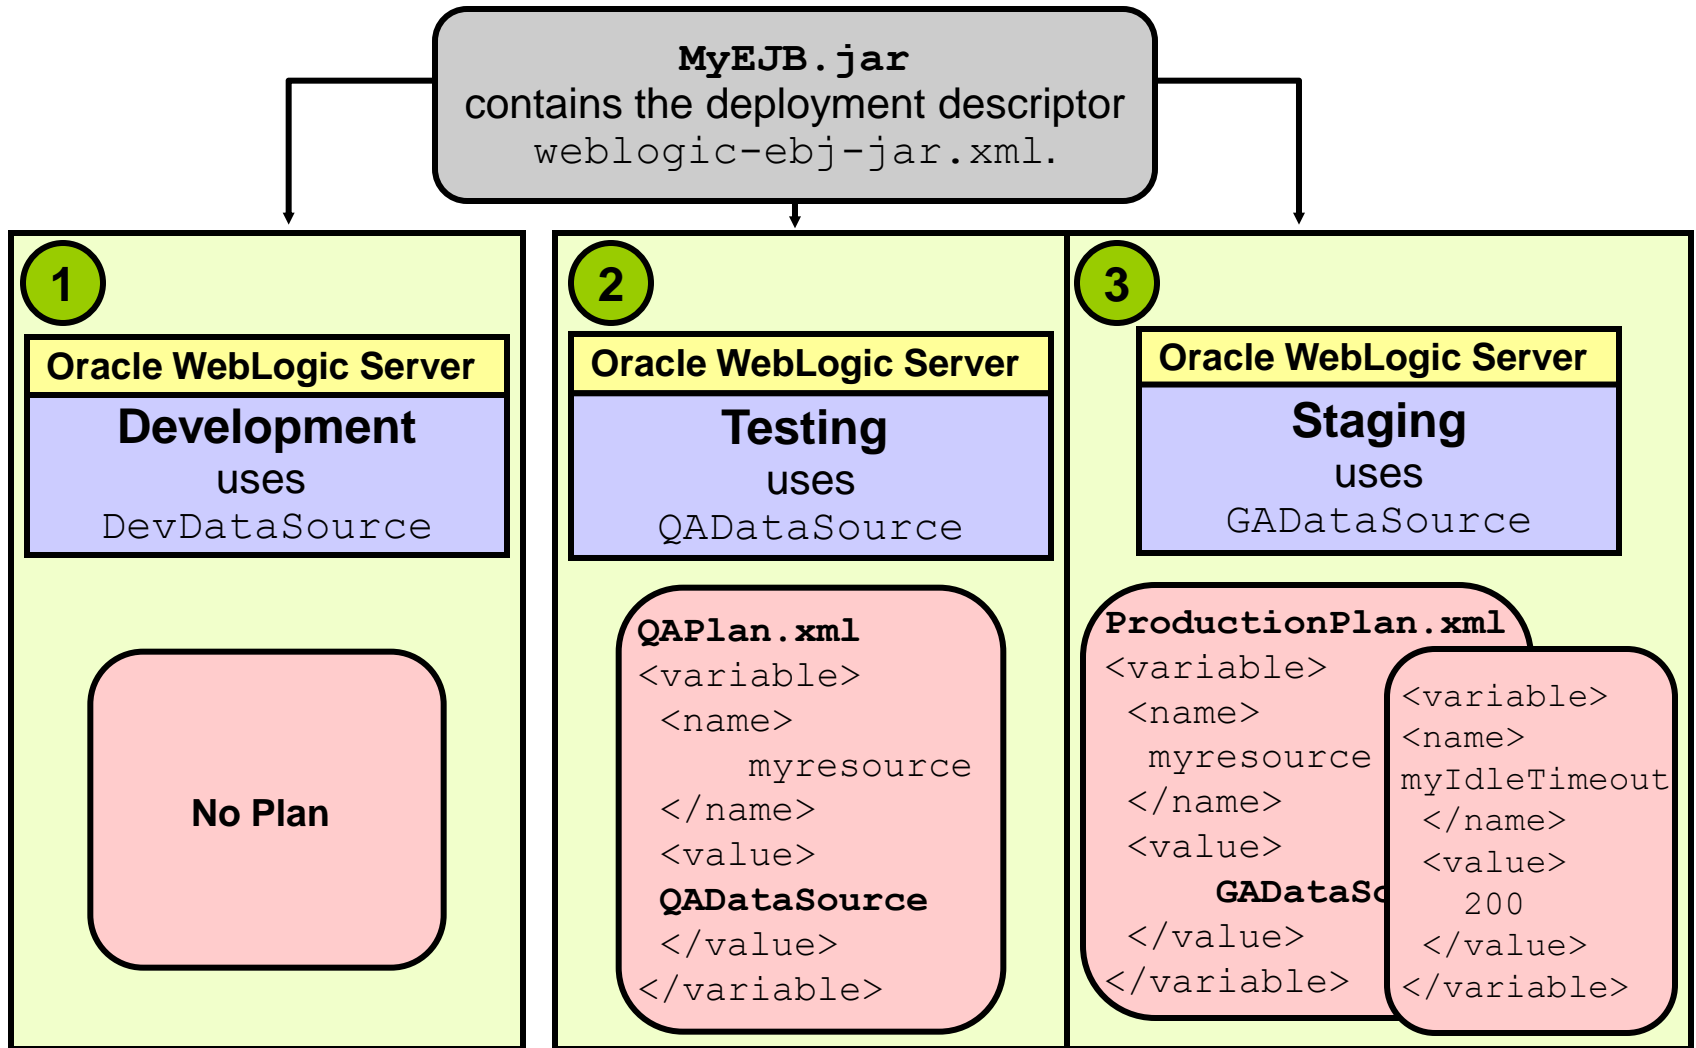 MyEJB.jar
contains the deployment descriptor
weblogic-ebj-jar.xml.
1
Oracle WebLogic Server
Development
uses
DevDataSource
No Plan
2
Oracle WebLogic Server
Testing
uses
QADataSource
QAPlan.xml
<variable>
<name>
myresource
</name>
<value>
QADataSource
</value>
</variable>
3
Oracle WebLogic Server
Staging
uses
GADataSource
ProductionPlan.xml
<variable>
<name>
myresource
</name>
<value>
GADataSo
</value>
</variable>
<variable>
<name>
myIdleTimeout
</name>
<value>
200
</value>
</variable>